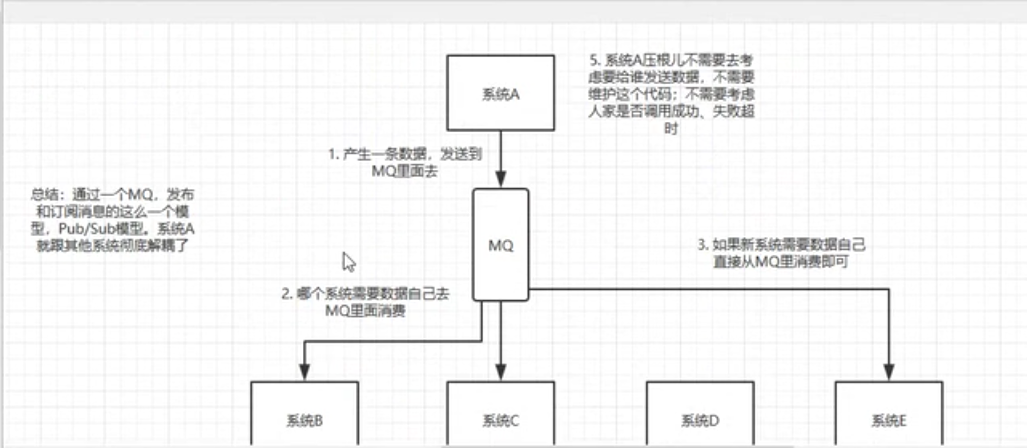 系统A
5. 系统A压根儿不需要去考
虑要给谁发送数据，不需要
维护这个代码；不需要考虑
人家是否调用成功、失败超
时
1. 产生一条数据，发送到
MQ里面去
总结：通过一个MQ，发布
和订阅消息的这么一个模
型，Pub/Sub模型。系统A
就跟其他系统彻底解耦了
MQ
3. 如果新系统需要数据自己
直接从MQ里消费即可
2. 哪个系统需要数据自己去
MQ里面消费
系统B
系统C
系统D
系统E